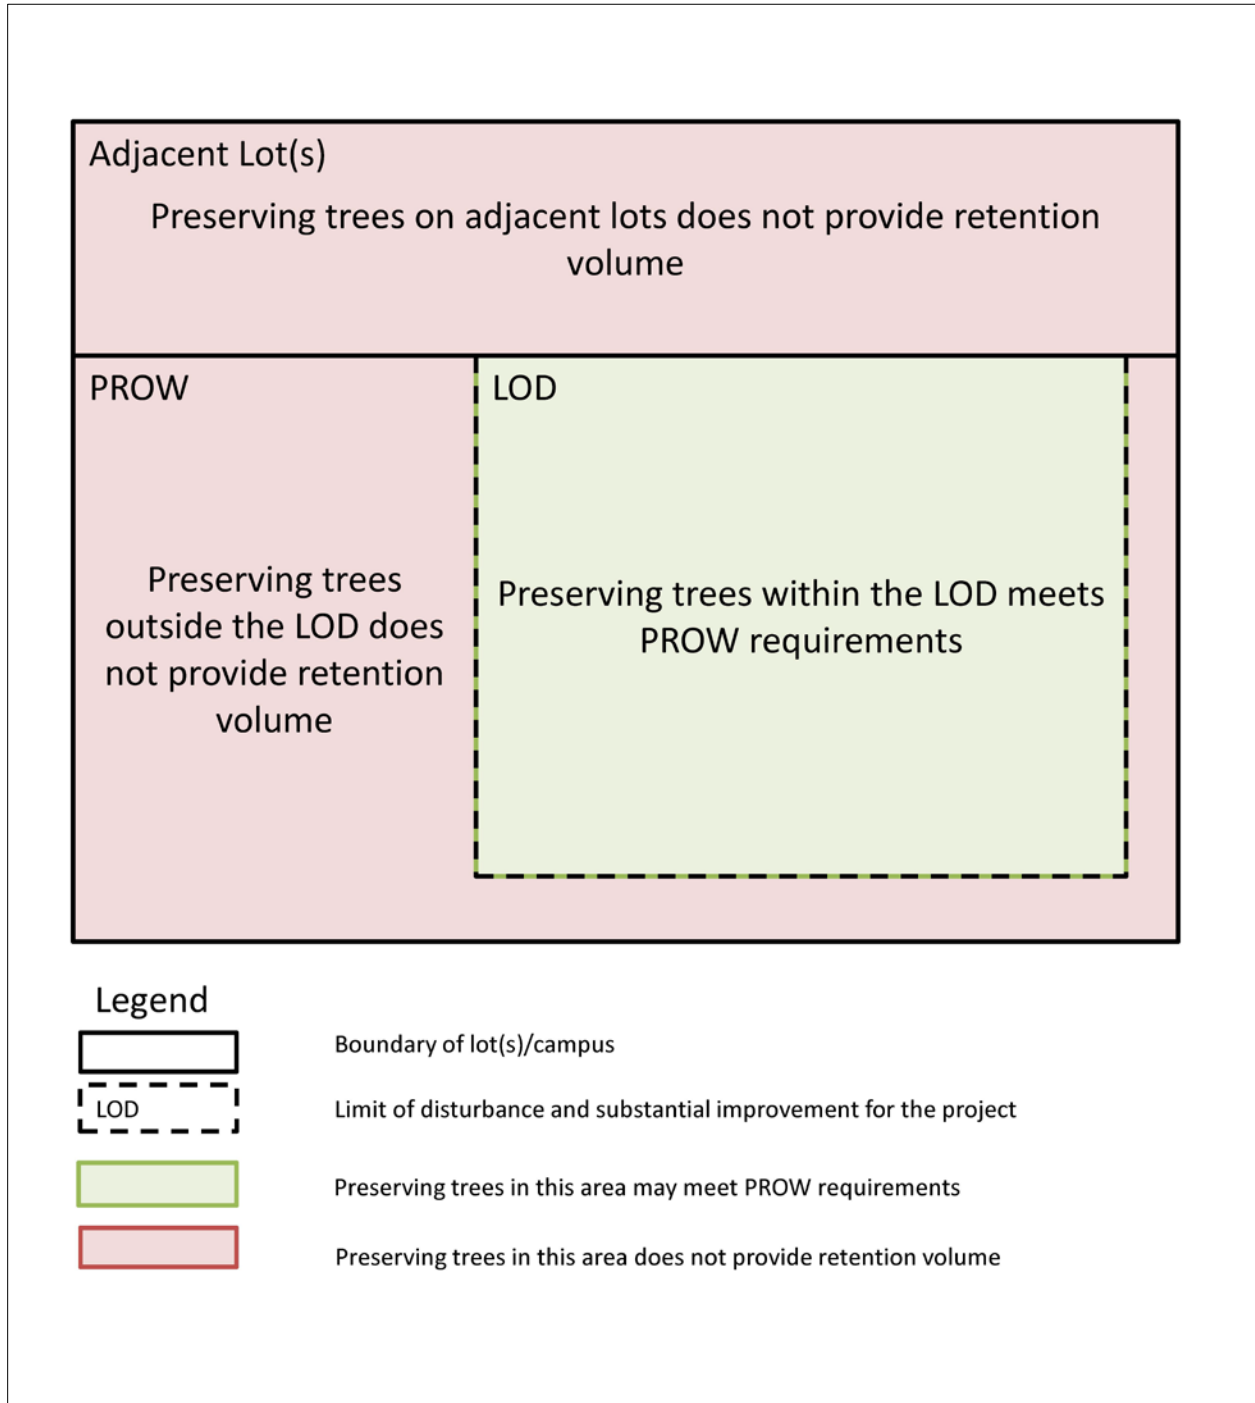 Adjacent Lot(s)
Preserving trees on adjacent lots does not provide retention
volume
PROW
LOD
Preserving trees
outside the LOD does
not provide retention
volume
Preserving trees within the LOD meets
PROW requirements
Legend
Boundary of lot(s)/campus
LOD
Limit of disturbance and substantial improvement for the project
Preserving trees in this area may meet PROW requirements
Preserving trees in this area does not provide retention volume